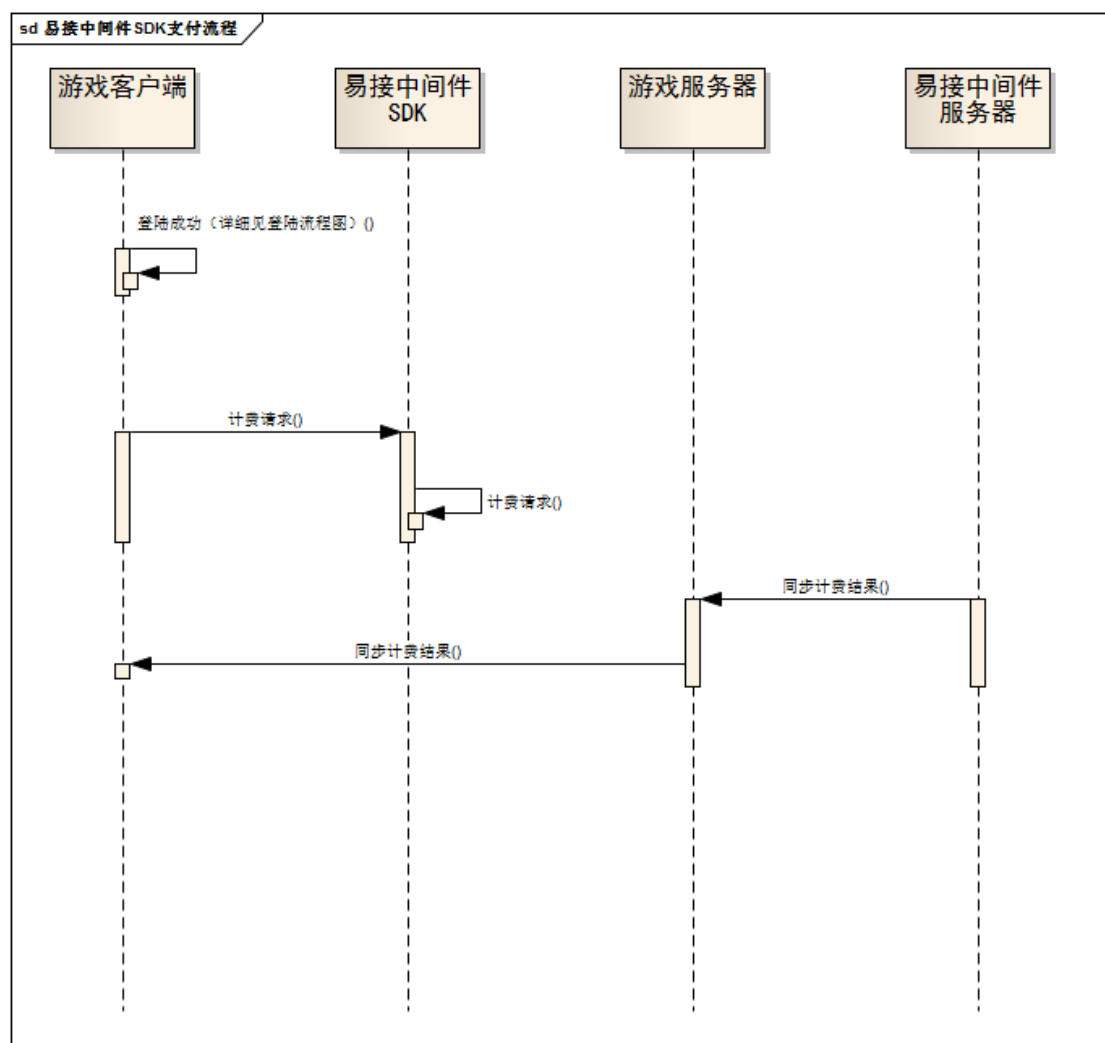 sd 易接中间件SDK支付流程
游戏客户端
易接中间件
SDK
游戏服务器
易接中间件
服务器
登陆成功（详细见登陆流程图）()
计费请求()
计费请求()
同步计费结果()
同步计费结果()